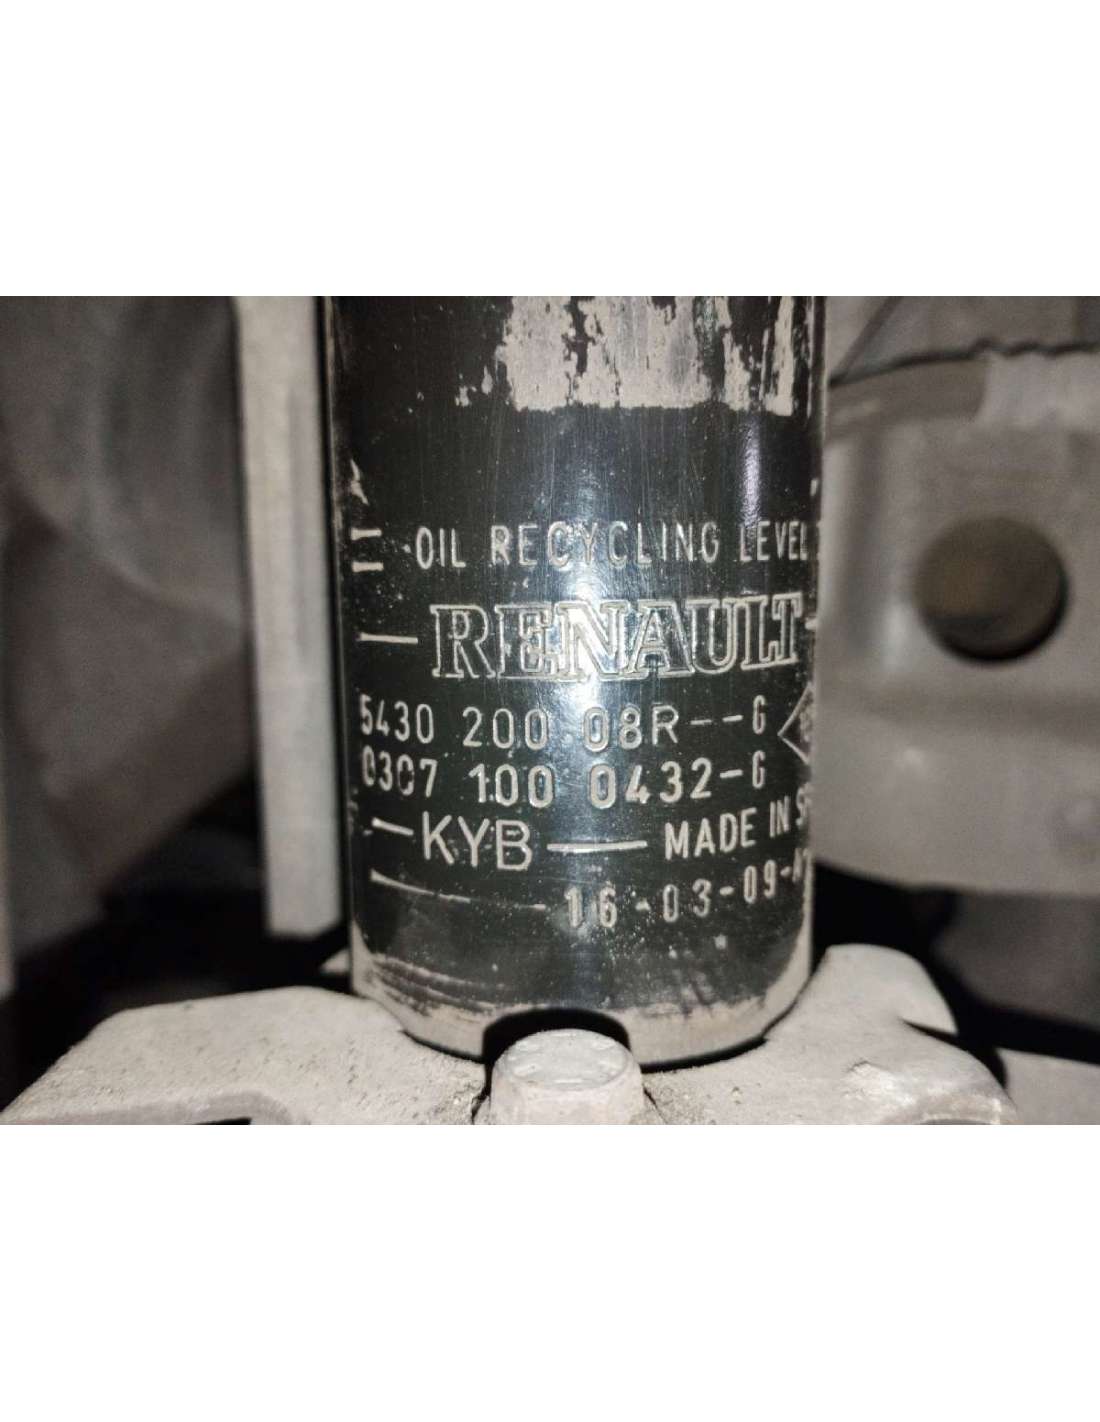 OIL RECYCLING LEVEL
RENAULT
5430 200 08R--G
0307 100 0432-G
KYB MADE IN
16-03-09-